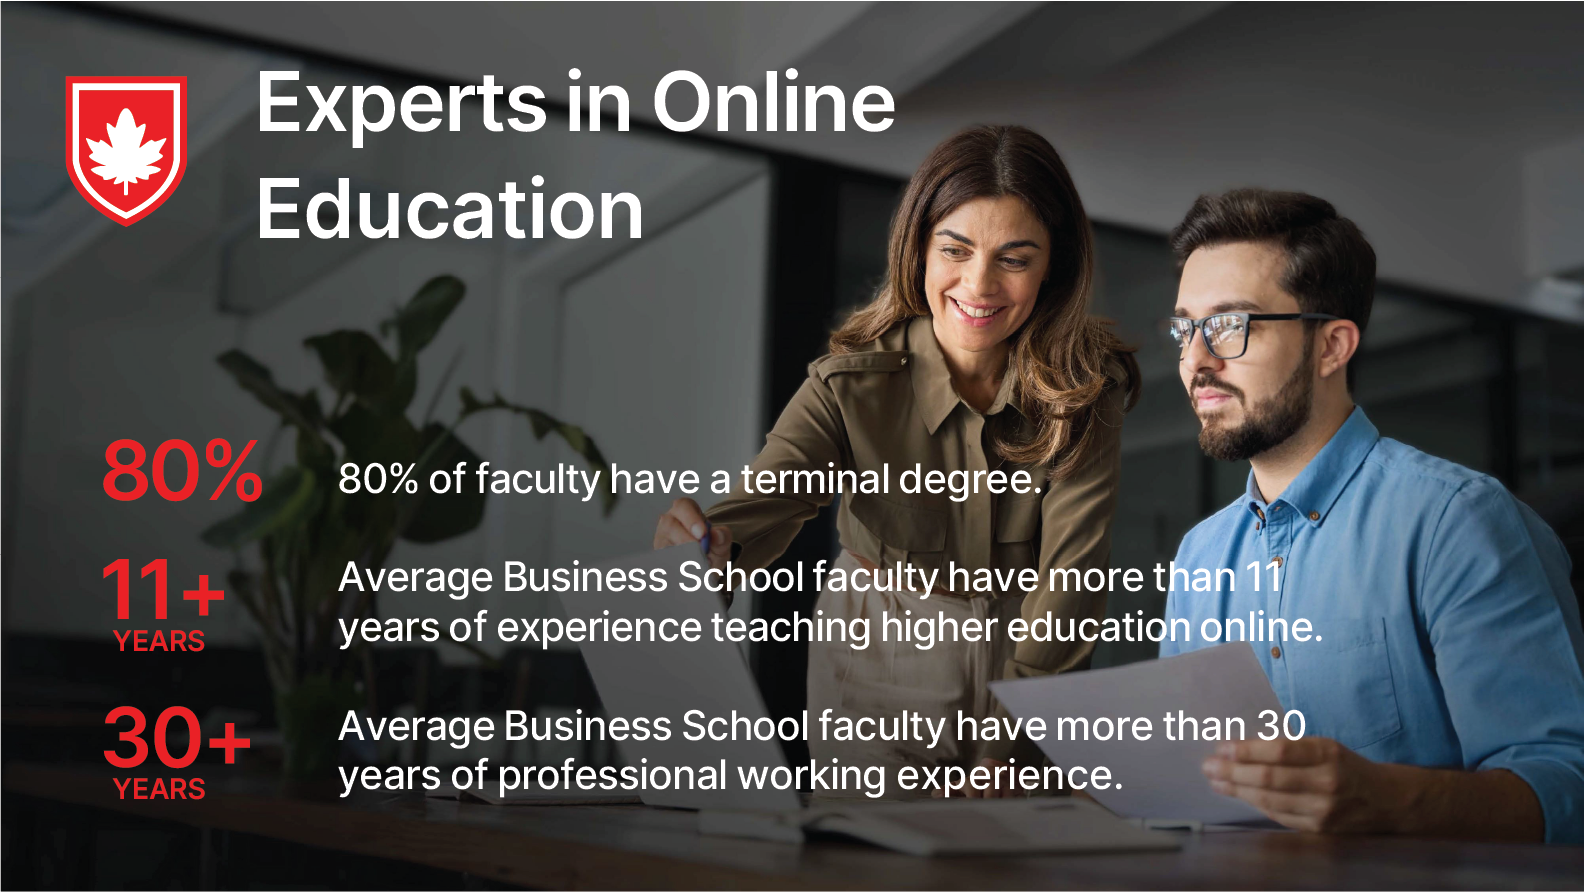 Experts in Online
Education
80%
80% of faculty have a terminal degree.
11+
YEARS
Average Business School faculty have more than 11
years of experience teaching higher education online.
30+
YEARS
Average Business School faculty have more than 30
years of professional working experience.